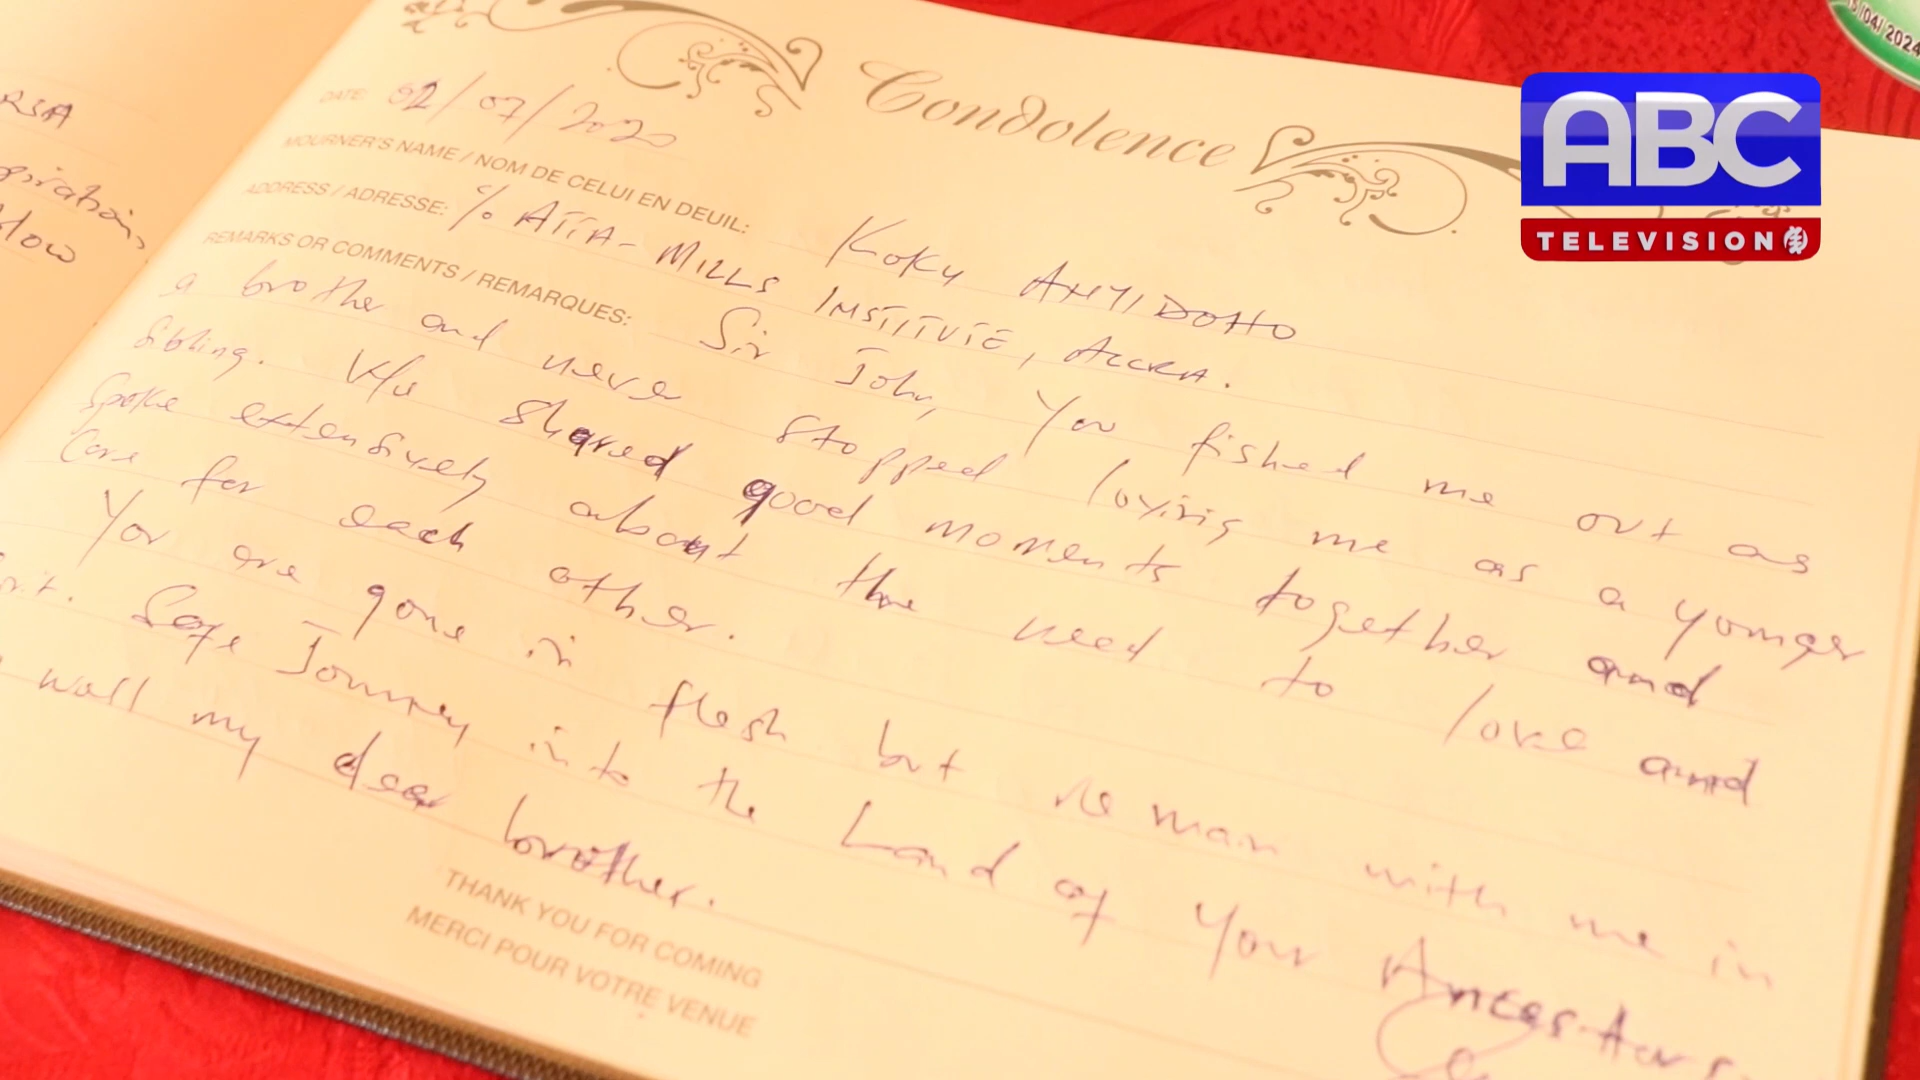 Condolence
DATE: 02/07/2020
MOURNER'S NAME / NOM DE CELUI EN DEUIL: KOKU ANYIDOHO
ADDRESS / ADRESSE: c/o ATTA-MILLS INSTITUTE, ACCRA.
REMARKS OR COMMENTS / REMARQUES: Sir John, You fished me out as
a brother and never stopped loving me as a younger
Sibling. We shared good moments together and
spoke extensively about the need to love and
Care for each other.
You are gone in flesh but remain with me in
Safe Journey into the Land of your Ancestors
well my dear brother.
THANK YOU FOR COMING
MERCI POUR VOTRE VENUE
ABC
TELEVISION
/04/ 2024